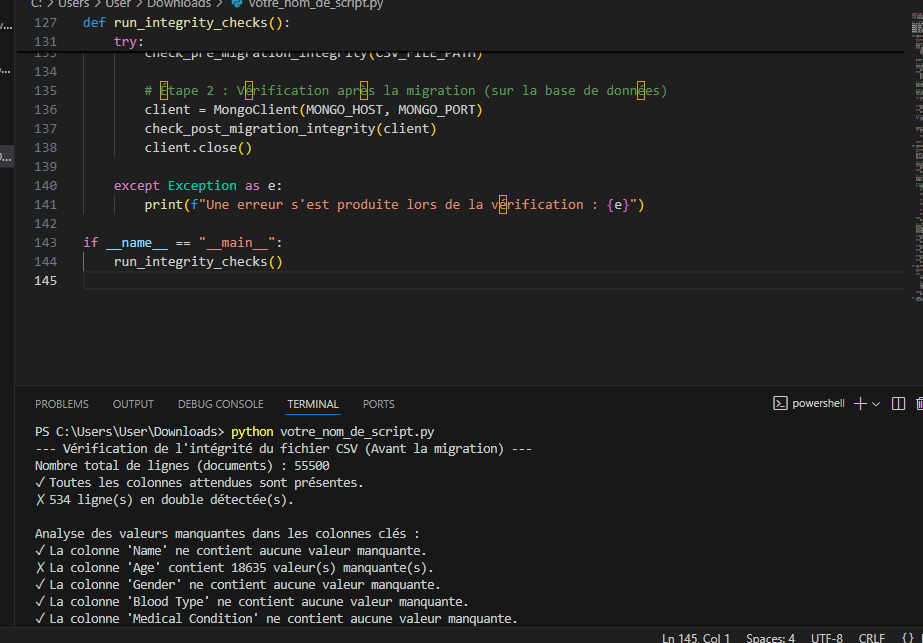 C: > Users > User > Downloads > votre_nom_de_script.py
127 def run_integrity_checks():
131 try:
133 check_pre_migration_integrity(CSV_FILE_PATH)
134
135 # Étape 2 : Vérification après la migration (sur la base de données)
136 client = MongoClient(MONGO_HOST, MONGO_PORT)
137 check_post_migration_integrity(client)
138 client.close()
139
140 except Exception as e:
141 print(f"Une erreur s'est produite lors de la vérification : {e}")
142
143 if __name__ == "__main__":
144 run_integrity_checks()
145
PROBLEMS OUTPUT DEBUG CONSOLE TERMINAL PORTS powershell
PS C:\Users\User\Downloads> python votre_nom_de_script.py
--- Vérification de l'intégrité du fichier CSV (Avant la migration) ---
Nombre total de lignes (documents) : 55500
✓ Toutes les colonnes attendues sont présentes.
✗ 534 ligne(s) en double détectée(s).
Analyse des valeurs manquantes dans les colonnes clés :
✓ La colonne 'Name' ne contient aucune valeur manquante.
✗ La colonne 'Age' contient 18635 valeur(s) manquante(s).
✓ La colonne 'Gender' ne contient aucune valeur manquante.
✓ La colonne 'Blood Type' ne contient aucune valeur manquante.
✓ La colonne 'Medical Condition' ne contient aucune valeur manquante.
Ln 145, Col 1 Spaces: 4 UTF-8 CRLF {}